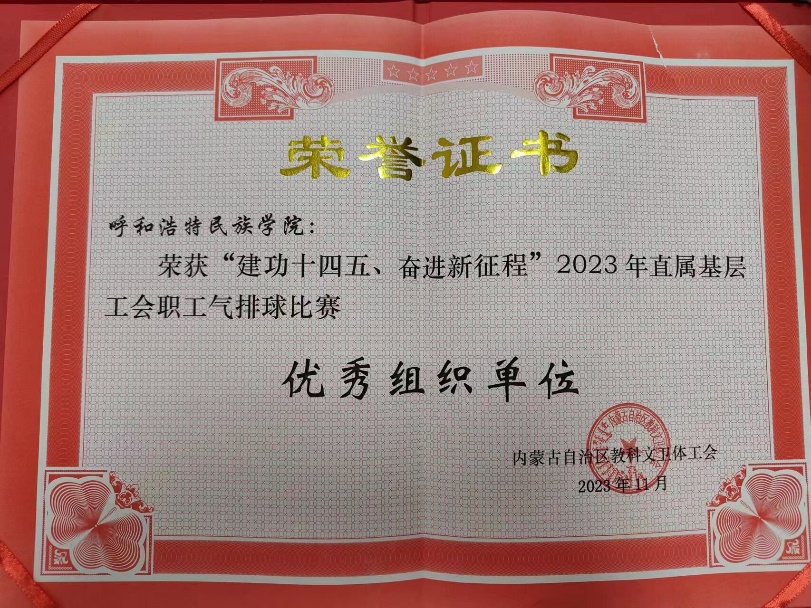 荣誉证书
呼和浩特民族学院：
荣获“建功十四五、奋进新征程”2023年直属基层
工会职工气排球比赛
优秀组织单位
内蒙古自治区教科文卫体工会
2023年11月